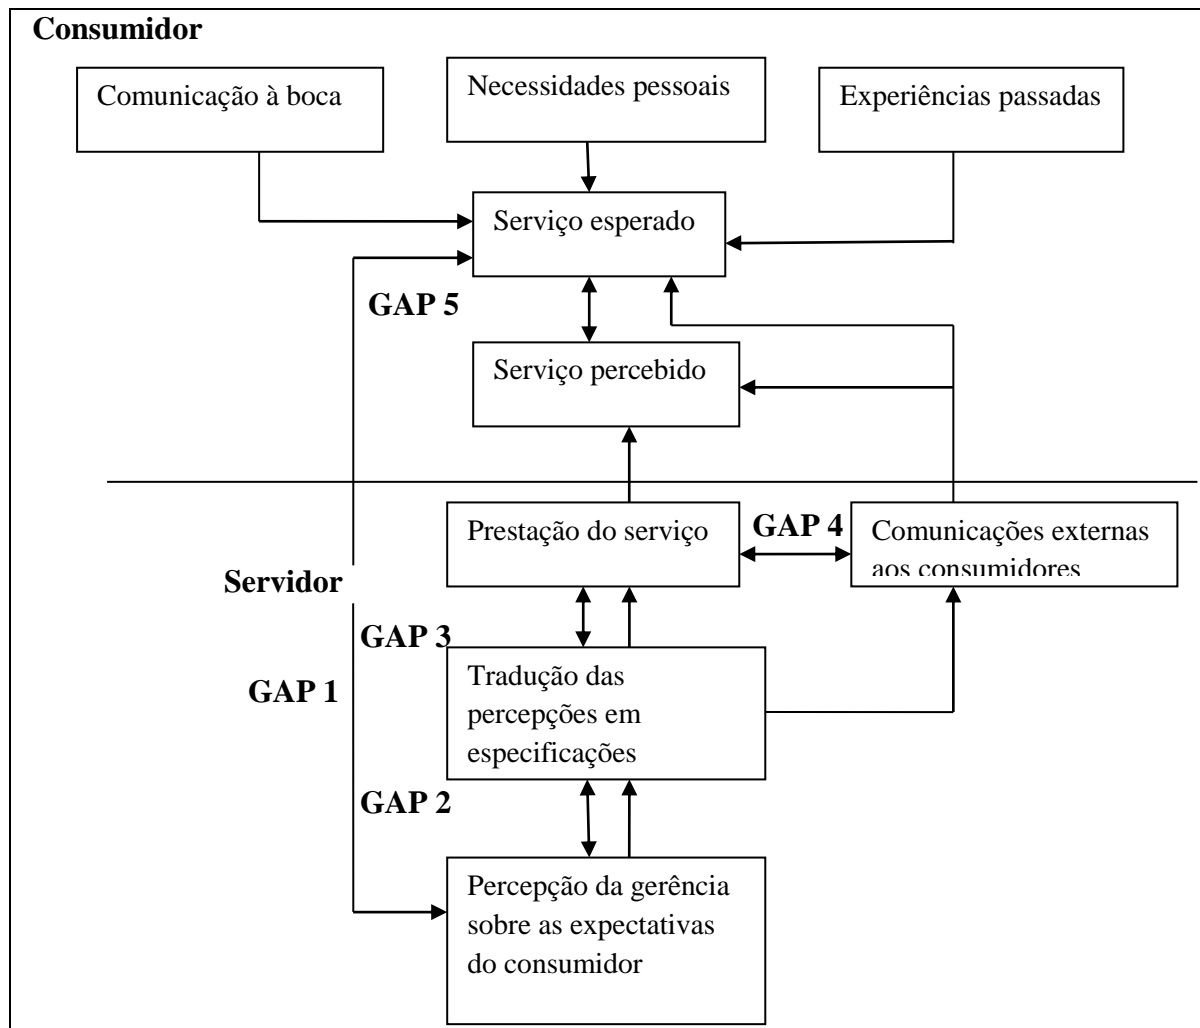 Consumidor
Comunicação à boca
Necessidades pessoais
Experiências passadas
Serviço esperado
GAP 5
Serviço percebido
Prestação do serviço
GAP 4
Comunicações externas
aos consumidores
Servidor
GAP 3
GAP 1
Tradução das
percepções em
especificações
GAP 2
Percepção da gerência
sobre as expectativas
do consumidor